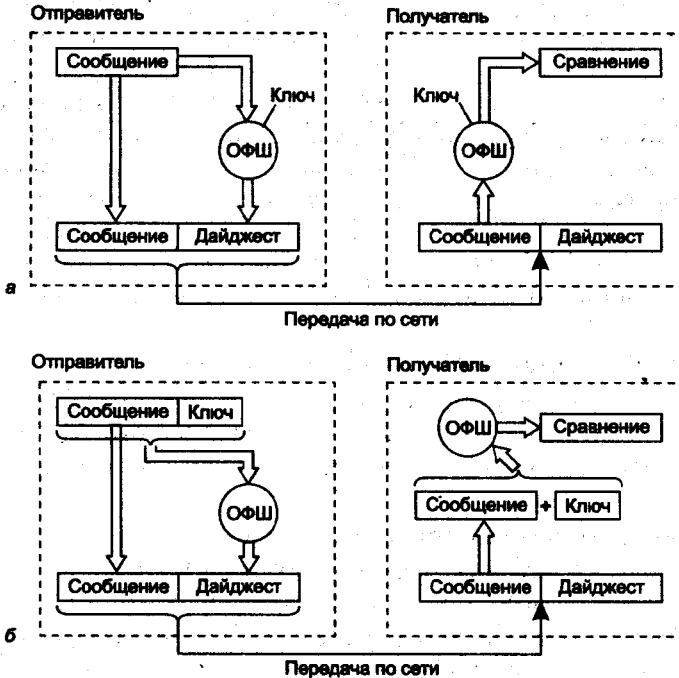 Отправитель
Получатель
Сообщение
Сравнение
Ключ
Ключ
ОФШ
ОФШ
Сообщение Дайджест
Сообщение Дайджест
а
Передача по сети
Отправитель
Получатель
Сообщение Ключ
ОФШ
Сравнение
ОФШ
Сообщение + Ключ
Сообщение Дайджест
Сообщение Дайджест
б
Передача по сети